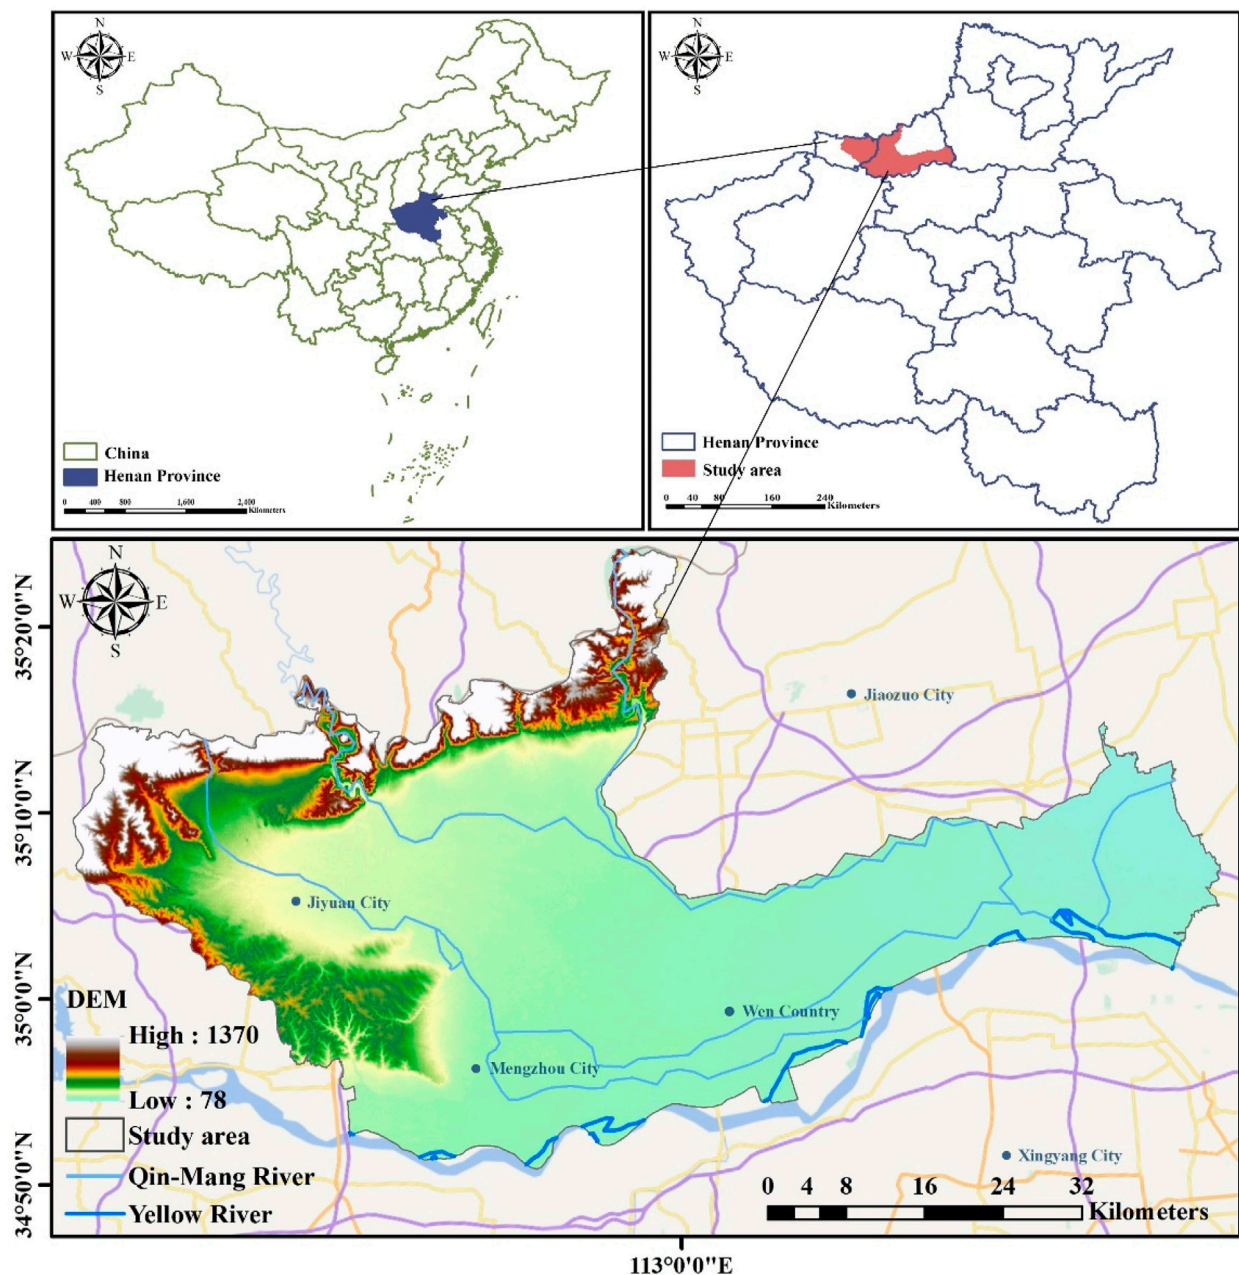 N
W E
S
China
Henan Province
0 400 800 1,600 2,400
Kilometers
N
W E
S
Henan Province
Study area
0 40 80 160 240
Kilometers
N
W E
S
35°20'0"N
35°10'0"N
35°0'0"N
34°50'0"N
Jiaozuo City
Jiyuan City
Wen Country
Mengzhou City
Xingyang City
DEM
High : 1370
Low : 78
Study area
Qin-Mang River
Yellow River
0 4 8 16 24 32
Kilometers
113°0'0"E